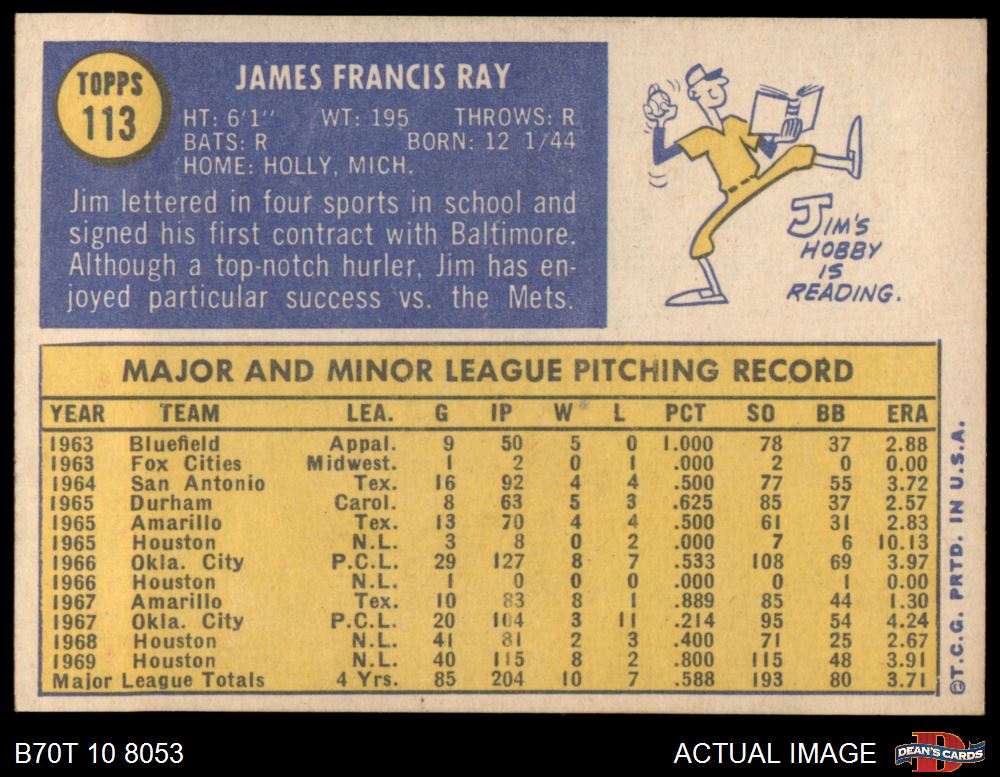 TOPPS
113
JAMES FRANCIS RAY
HT: 6'1" WT: 195 THROWS: R
BATS: R BORN: 12 1/44
HOME: HOLLY, MICH.
Jim lettered in four sports in school and
signed his first contract with Baltimore.
Although a top-notch hurler, Jim has en-
joyed particular success vs. the Mets.
JIM'S
HOBBY
IS
READING.
MAJOR AND MINOR LEAGUE PITCHING RECORD
YEAR TEAM LEA. G IP W L PCT SO BB ERA
1963 Bluefield Appal. 9 50 5 0 1.000 78 37 2.88
1963 Fox Cities Midwest. 1 2 0 1 .000 2 0 0.00
1964 San Antonio Tex. 16 92 4 4 .500 77 55 3.72
1965 Durham Carol. 8 63 5 3 .625 85 37 2.57
1965 Amarillo Tex. 13 70 4 4 .500 61 31 2.83
1965 Houston N.L. 3 8 0 2 .000 7 6 10.13
1966 Okla. City P.C.L. 29 127 8 7 .533 108 69 3.97
1966 Houston N.L. 1 0 0 0 .000 0 1 0.00
1967 Amarillo Tex. 10 83 8 1 .889 85 44 1.30
1967 Okla. City P.C.L. 20 104 3 11 .214 95 54 4.24
1968 Houston N.L. 41 81 2 3 .400 71 25 2.67
1969 Houston N.L. 40 115 8 2 .800 115 48 3.91
Major League Totals 4 Yrs. 85 204 10 7 .588 193 80 3.71
©T.C.G. PRTD. IN U.S.A.
B70T 10 8053
ACTUAL IMAGE
DEAN'S CARDS